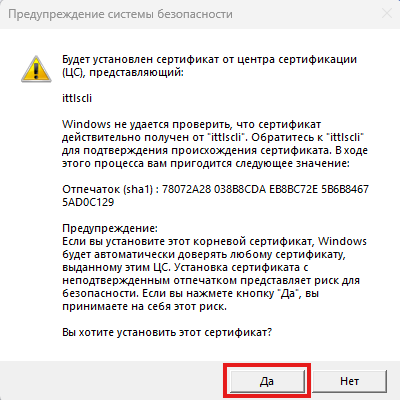 Предупреждение системы безопасности
Будет установлен сертификат от центра сертификации
(ЦС), представляющий:
ittlscli
Windows не удается проверить, что сертификат
действительно получен от "ittlscli". Обратитесь к "ittlscli"
для подтверждения происхождения сертификата. В ходе
этого процесса вам пригодится следующее значение:
Отпечаток (sha1) : 78072A28 038B8CDA EB8BC72E 5B6B8467
5AD0C129
Предупреждение:
Если вы установите этот корневой сертификат, Windows
будет автоматически доверять любому сертификату,
выданному этим ЦС. Установка сертификата с
неподтвержденным отпечатком представляет риск для
безопасности. Если вы нажмете кнопку "Да", вы
принимаете на себя этот риск.
Вы хотите установить этот сертификат?
Да
Нет